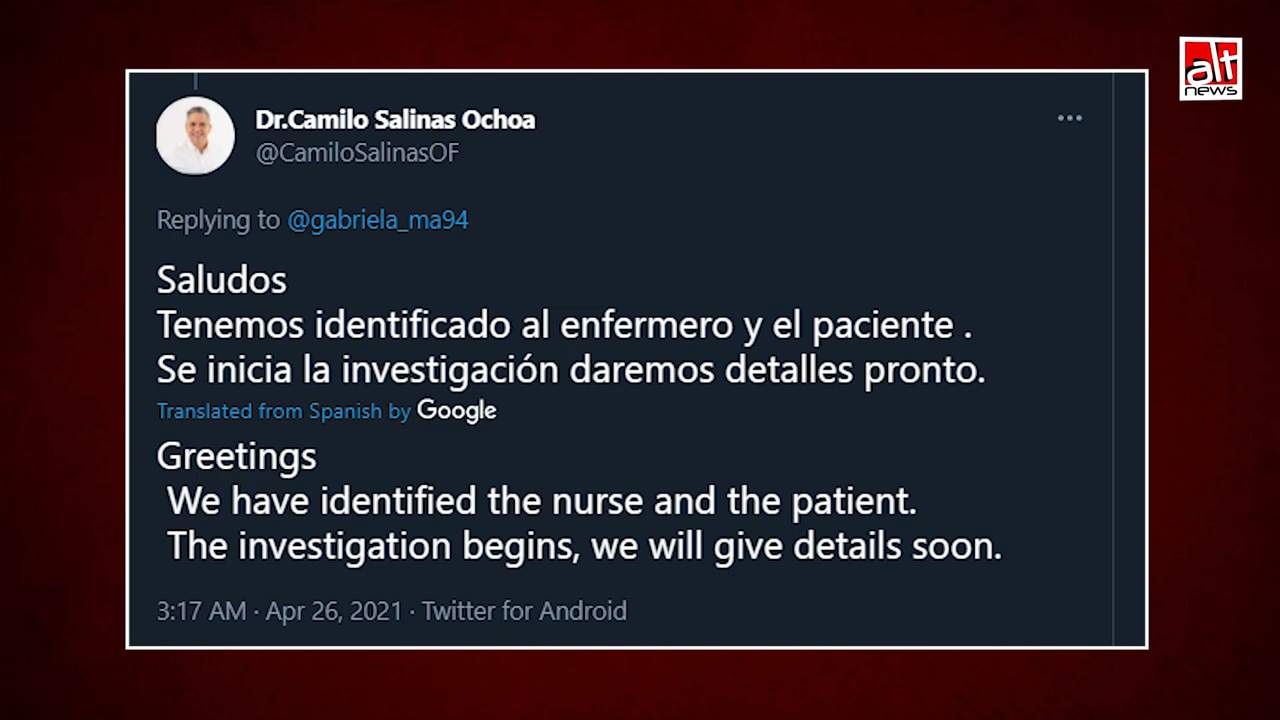 alt
news
Dr.Camilo Salinas Ochoa
@CamiloSalinasOF
Replying to @gabriela_ma94
Saludos
Tenemos identificado al enfermero y el paciente .
Se inicia la investigación daremos detalles pronto.
Translated from Spanish by Google
Greetings
We have identified the nurse and the patient.
The investigation begins, we will give details soon.
3:17 AM · Apr 26, 2021 · Twitter for Android